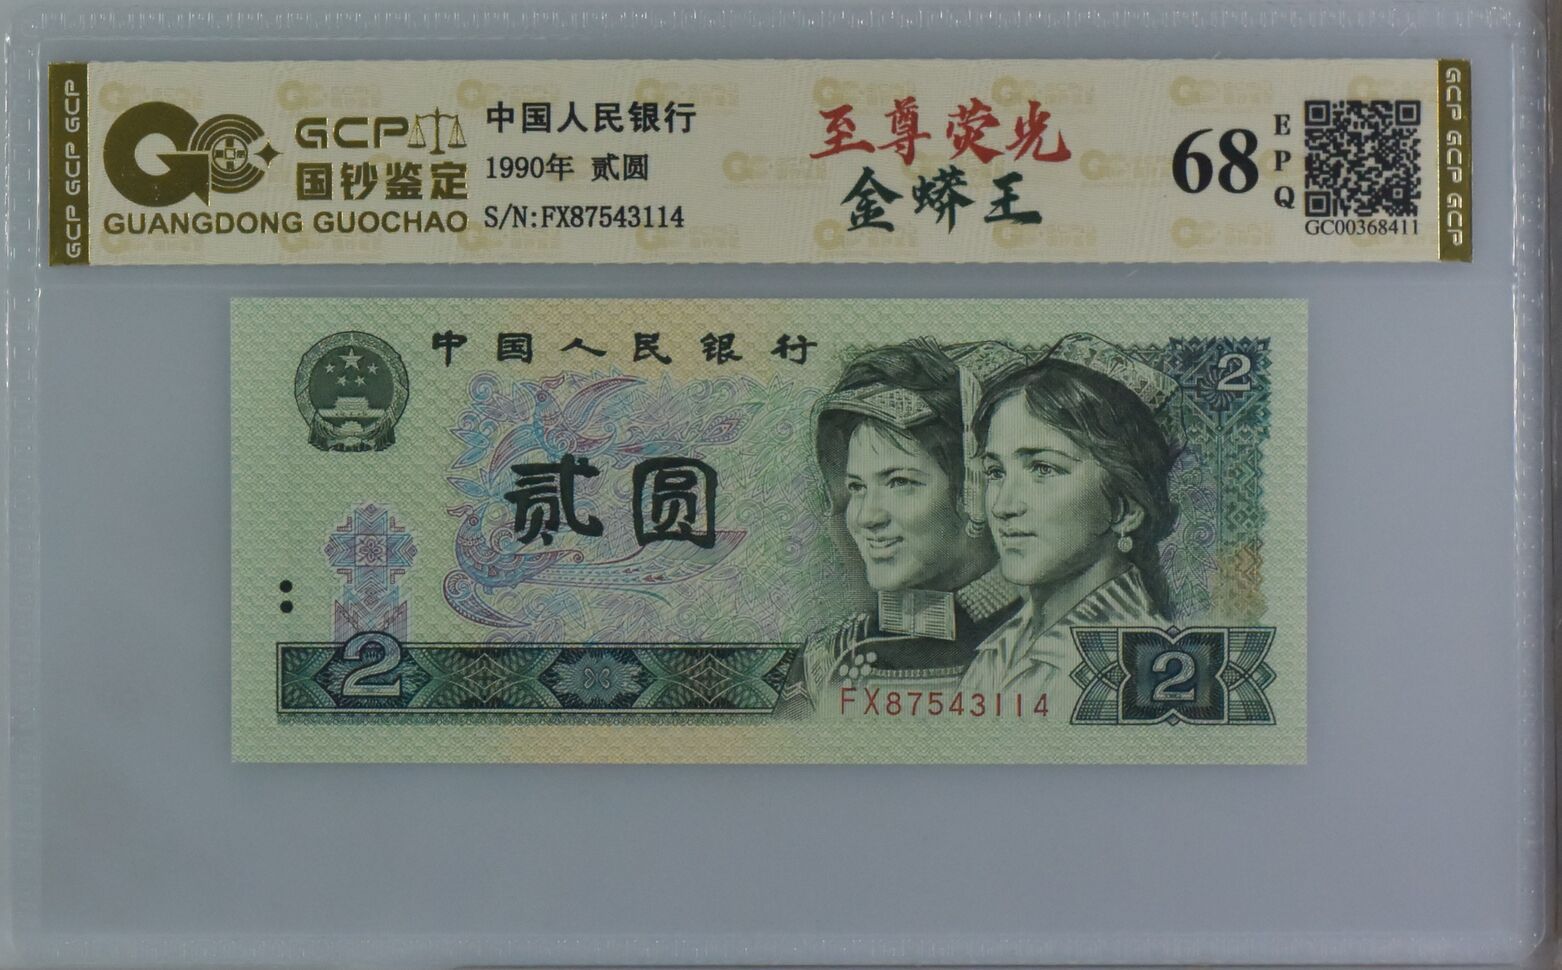 GCP GCP GCP
GCP
国钞鉴定
GUANGDONG GUOCHAO
中国人民银行
1990年 贰圆
S/N:FX87543114
至尊荧光
金蟒王
68
EPQ
GC00368411
GCP GCP GCP
中国人民银行
2
贰圆
2
2
FX87543114